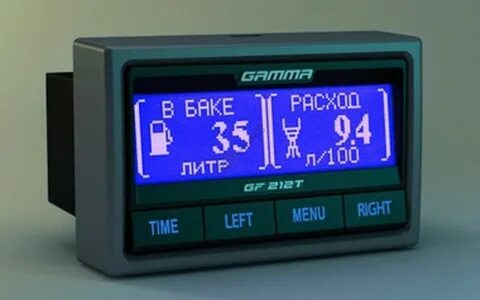 GAMMA
В БАКЕ
35
ЛИТР
РАСХОД
9.4
Л/100
GF 212T
TIME
LEFT
MENU
RIGHT